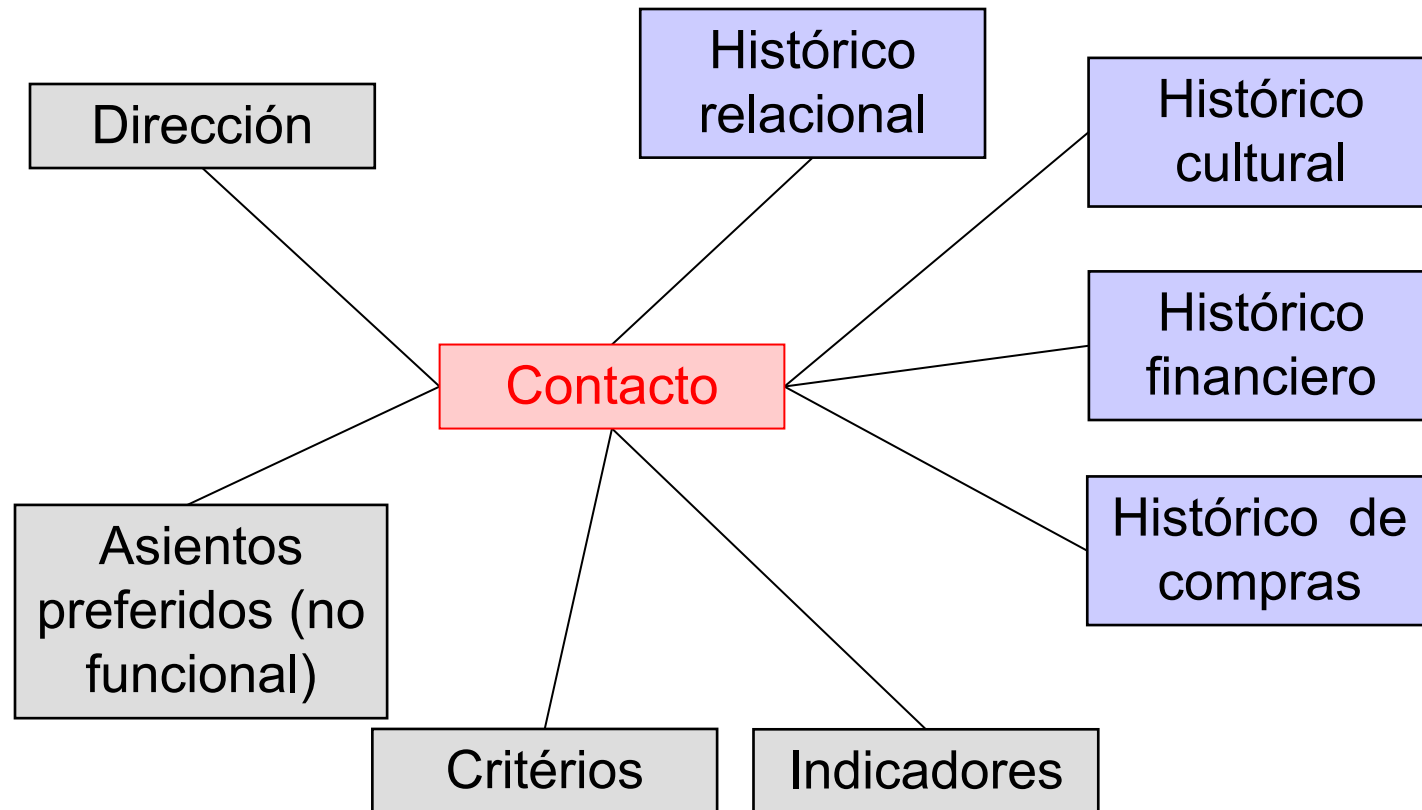 Histórico
relacional
Dirección
Histórico
cultural
Histórico
financiero
Contacto
Histórico de
compras
Asientos
preferidos (no
funcional)
Critérios
Indicadores